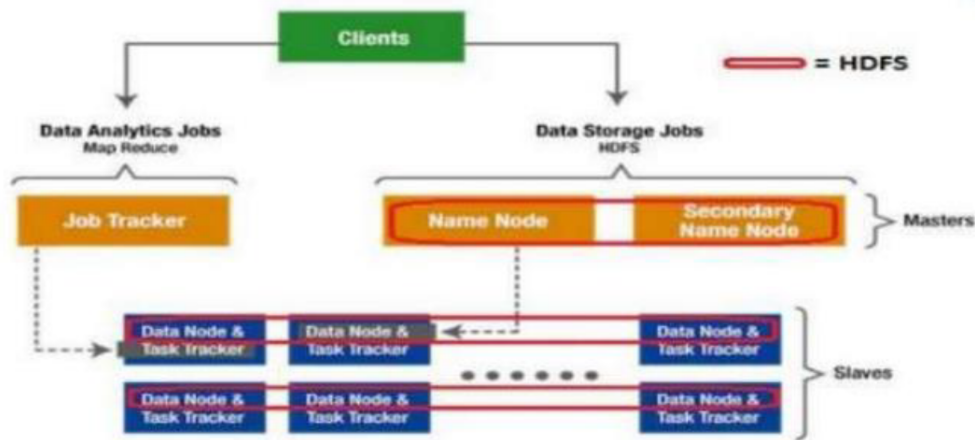 Clients
= HDFS
Data Analytics Jobs
Map Reduce
Data Storage Jobs
HDFS
Job Tracker
Name Node
Secondary
Name Node
Masters
Data Node &
Task Tracker
Data Node &
Task Tracker
Data Node &
Task Tracker
Slaves
Data Node &
Task Tracker
Data Node &
Task Tracker
Data Node &
Task Tracker